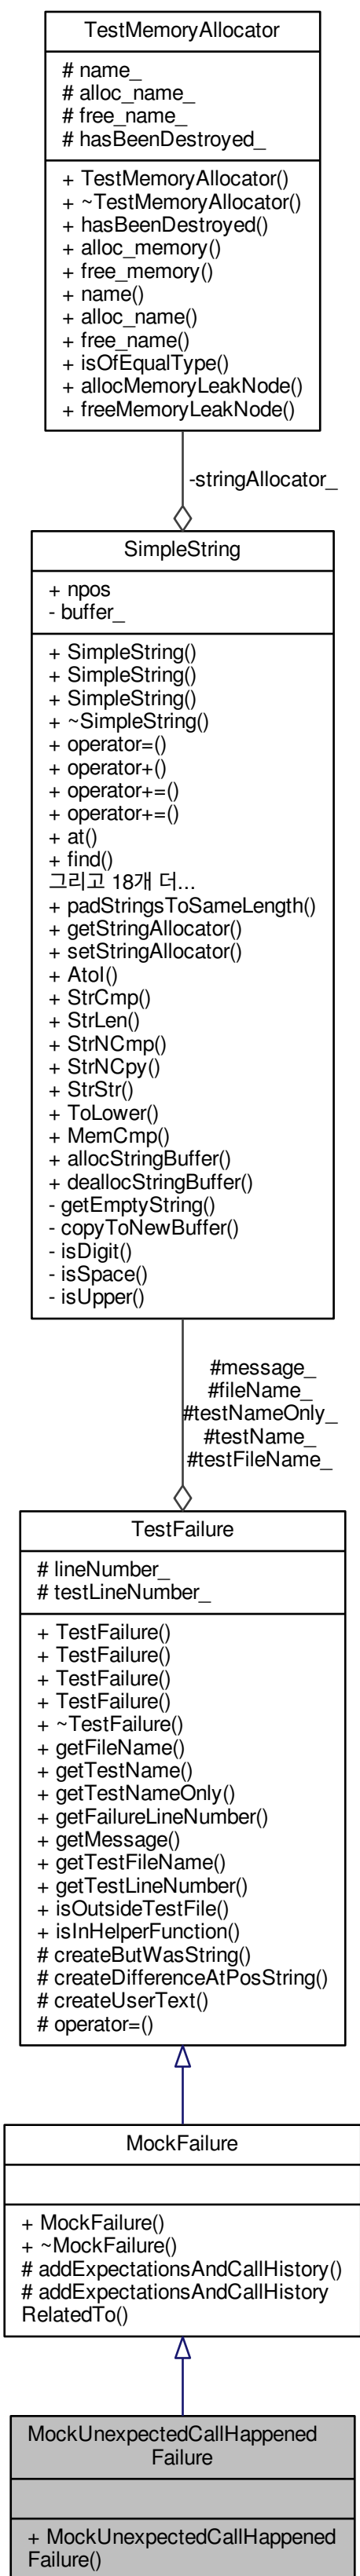 TestMemoryAllocator
# name_
# alloc_name_
# free_name_
# hasBeenDestroyed_
+ TestMemoryAllocator()
+ ~TestMemoryAllocator()
+ hasBeenDestroyed()
+ alloc_memory()
+ free_memory()
+ name()
+ alloc_name()
+ free_name()
+ isOfEqualType()
+ allocMemoryLeakNode()
+ freeMemoryLeakNode()
-stringAllocator_
SimpleString
+ npos
- buffer_
+ SimpleString()
+ SimpleString()
+ SimpleString()
+ ~SimpleString()
+ operator=()
+ operator+()
+ operator+=()
+ operator+=()
+ at()
+ find()
그리고 18개 더...
+ padStringsToSameLength()
+ getStringAllocator()
+ setStringAllocator()
+ AtoI()
+ StrCmp()
+ StrLen()
+ StrNCmp()
+ StrNCpy()
+ StrStr()
+ ToLower()
+ MemCmp()
+ allocStringBuffer()
+ deallocStringBuffer()
- getEmptyString()
- copyToNewBuffer()
- isDigit()
- isSpace()
- isUpper()
#message_
#fileName_
#testNameOnly_
#testName_
#testFileName_
TestFailure
# lineNumber_
# testLineNumber_
+ TestFailure()
+ TestFailure()
+ TestFailure()
+ TestFailure()
+ ~TestFailure()
+ getFileName()
+ getTestName()
+ getTestNameOnly()
+ getFailureLineNumber()
+ getMessage()
+ getTestFileName()
+ getTestLineNumber()
+ isOutsideTestFile()
+ isInHelperFunction()
# createButWasString()
# createDifferenceAtPosString()
# createUserText()
# operator=()
MockFailure
+ MockFailure()
+ ~MockFailure()
# addExpectationsAndCallHistory()
# addExpectationsAndCallHistory
RelatedTo()
MockUnexpectedCallHappened
Failure
+ MockUnexpectedCallHappened
Failure()